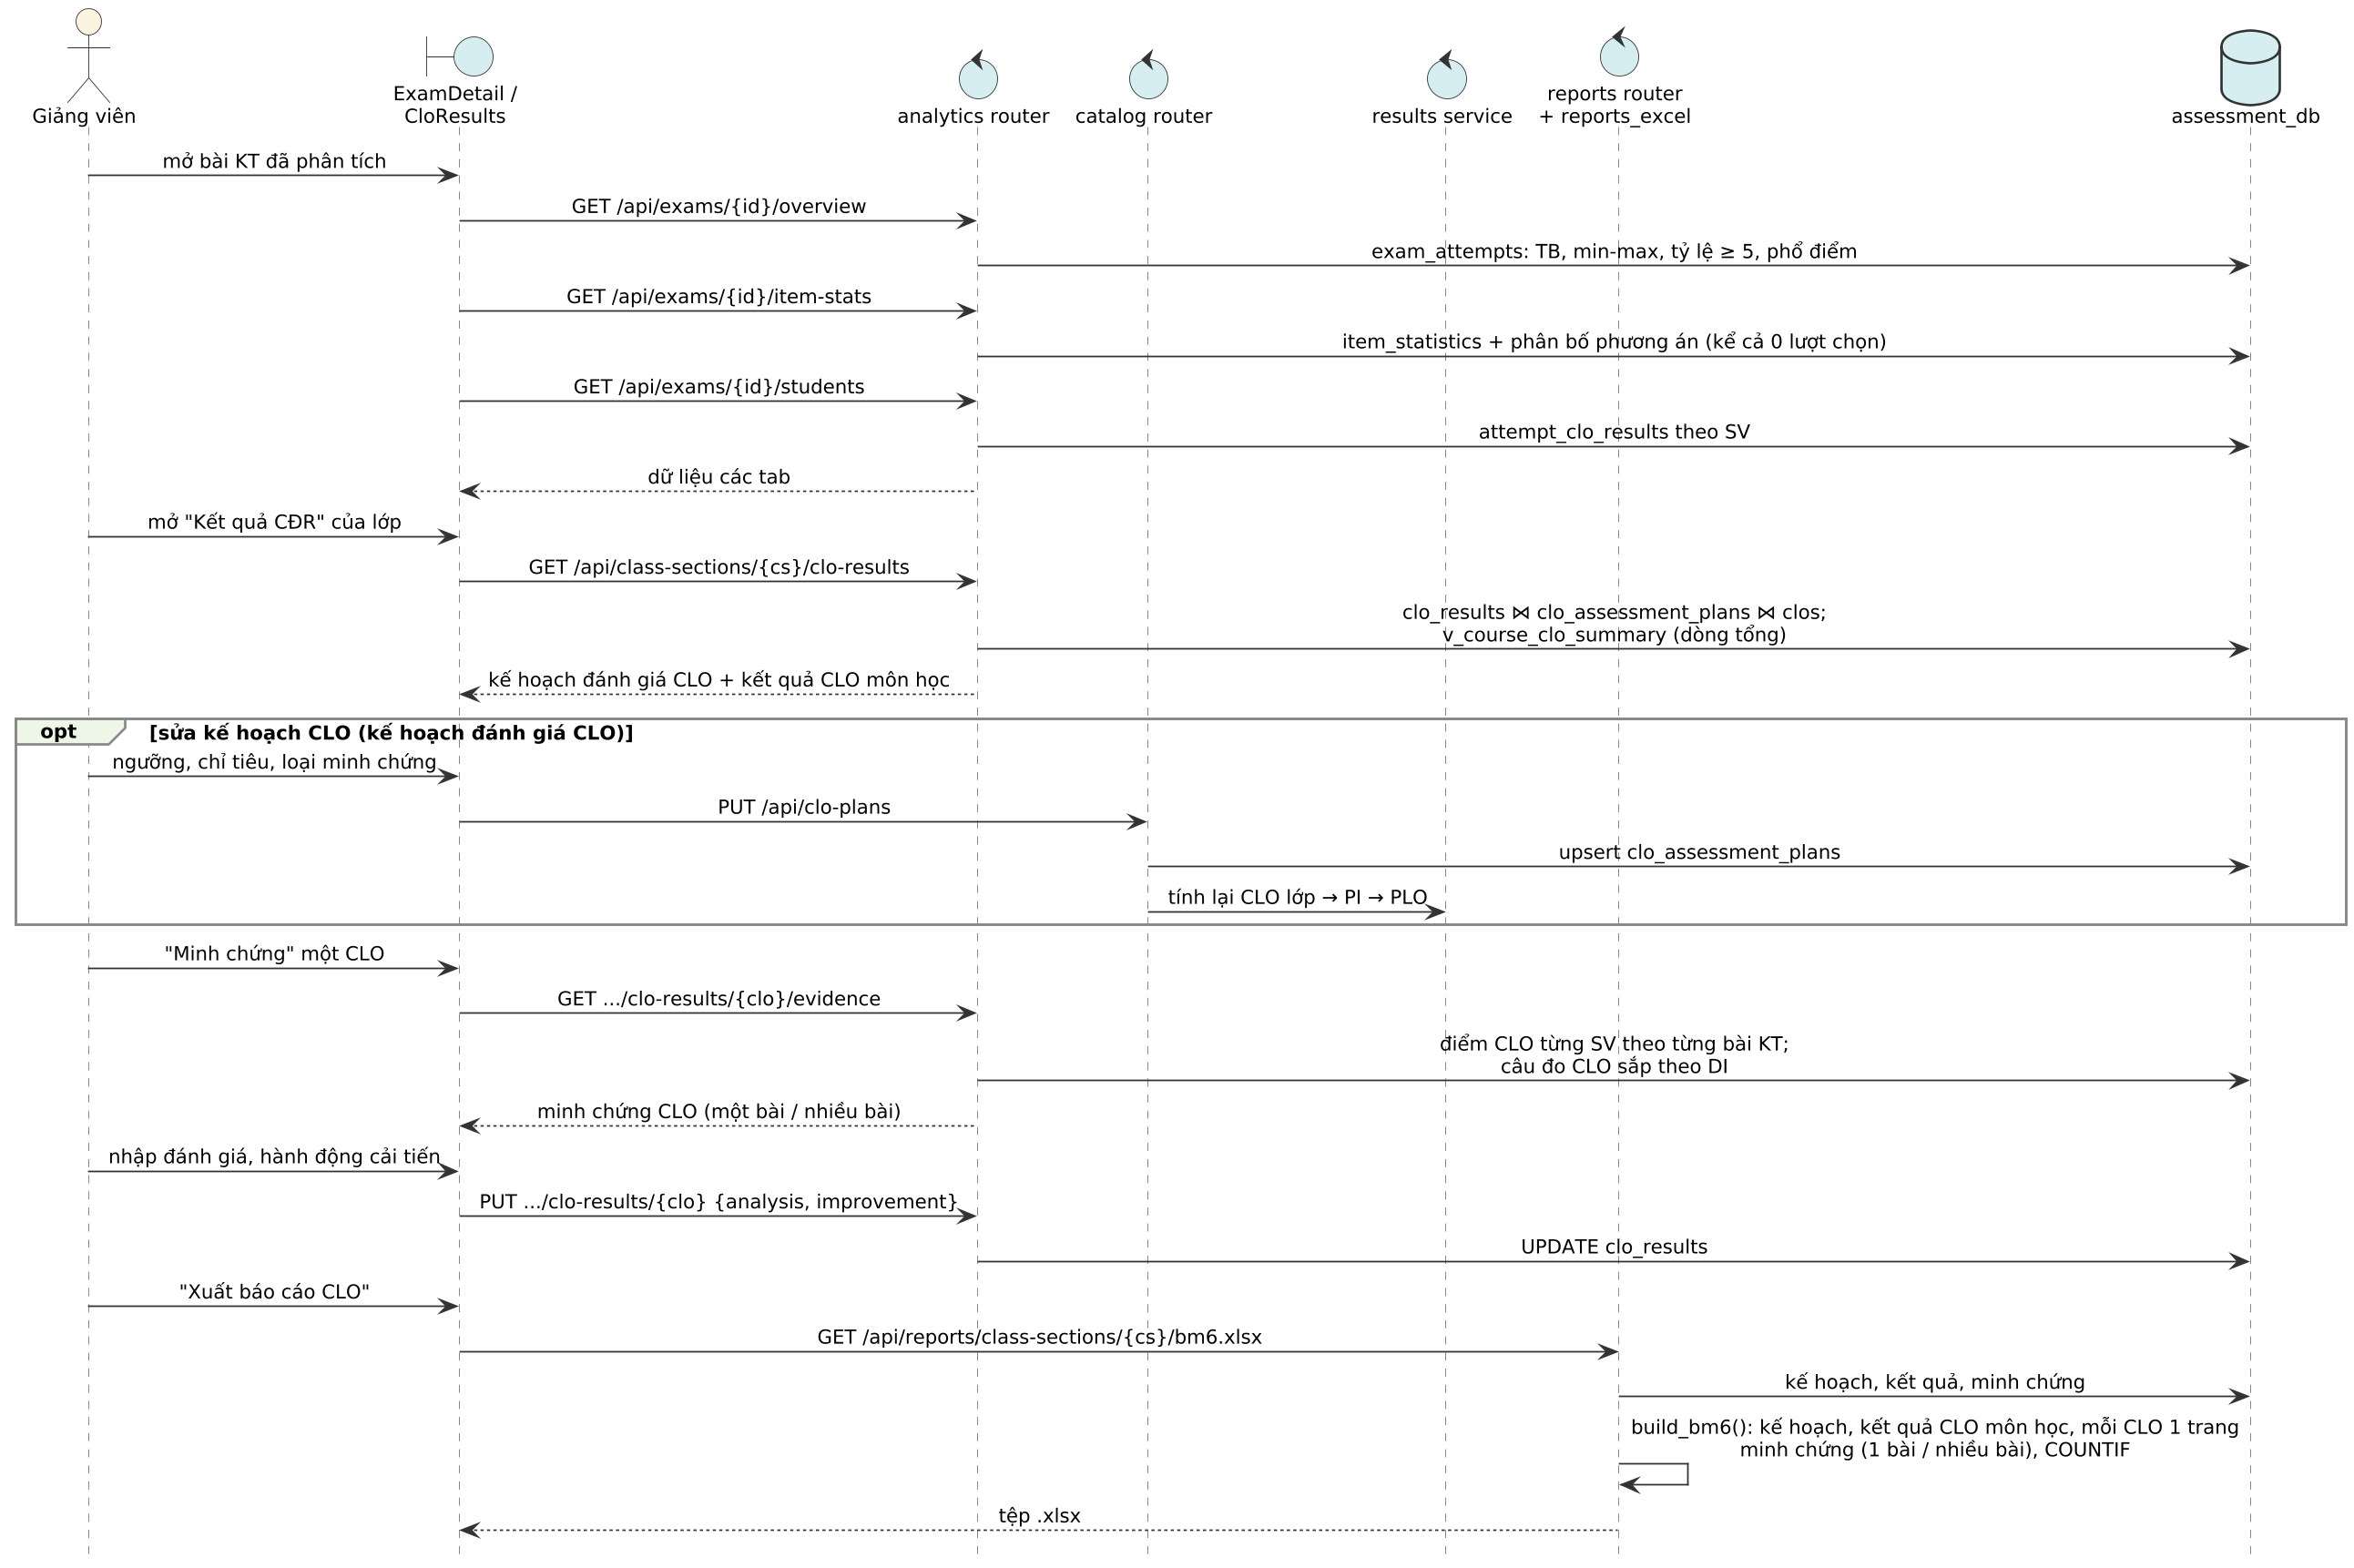 Giảng viên
ExamDetail /
CloResults
analytics router
catalog router
results service
reports router
+ reports_excel
assessment_db
mở bài KT đã phân tích
GET /api/exams/{id}/overview
exam_attempts: TB, min-max, tỷ lệ ≥ 5, phổ điểm
GET /api/exams/{id}/item-stats
item_statistics + phân bố phương án (kể cả 0 lượt chọn)
GET /api/exams/{id}/students
attempt_clo_results theo SV
dữ liệu các tab
mở "Kết quả CĐR" của lớp
GET /api/class-sections/{cs}/clo-results
clo_results ⋈ clo_assessment_plans ⋈ clos;
v_course_clo_summary (dòng tổng)
kế hoạch đánh giá CLO + kết quả CLO môn học
opt [sửa kế hoạch CLO (kế hoạch đánh giá CLO)]
ngưỡng, chỉ tiêu, loại minh chứng
PUT /api/clo-plans
upsert clo_assessment_plans
tính lại CLO lớp → PI → PLO
"Minh chứng" một CLO
GET .../clo-results/{clo}/evidence
điểm CLO từng SV theo từng bài KT;
câu đo CLO sắp theo DI
minh chứng CLO (một bài / nhiều bài)
nhập đánh giá, hành động cải tiến
PUT .../clo-results/{clo} {analysis, improvement}
UPDATE clo_results
"Xuất báo cáo CLO"
GET /api/reports/class-sections/{cs}/bm6.xlsx
kế hoạch, kết quả, minh chứng
build_bm6(): kế hoạch, kết quả CLO môn học, mỗi CLO 1 trang
minh chứng (1 bài / nhiều bài), COUNTIF
tệp .xlsx